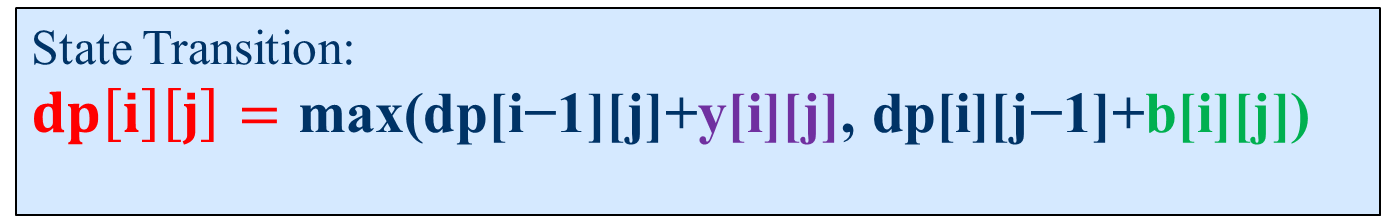 State Transition:
dp[i][j] = max(dp[i−1][j]+y[i][j], dp[i][j−1]+b[i][j])